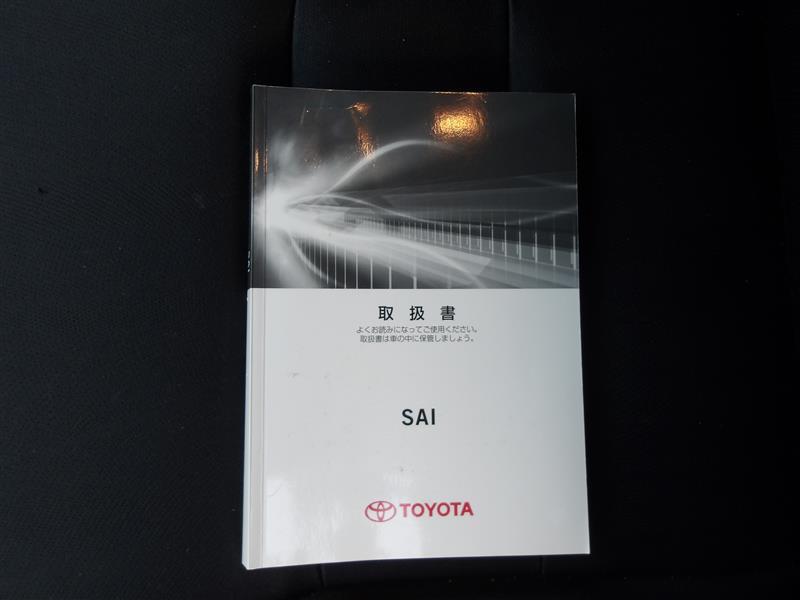 取扱書
よくお読みになってご使用ください。
取扱書は車の中に保管しましょう。
SAI
TOYOTA
SAI